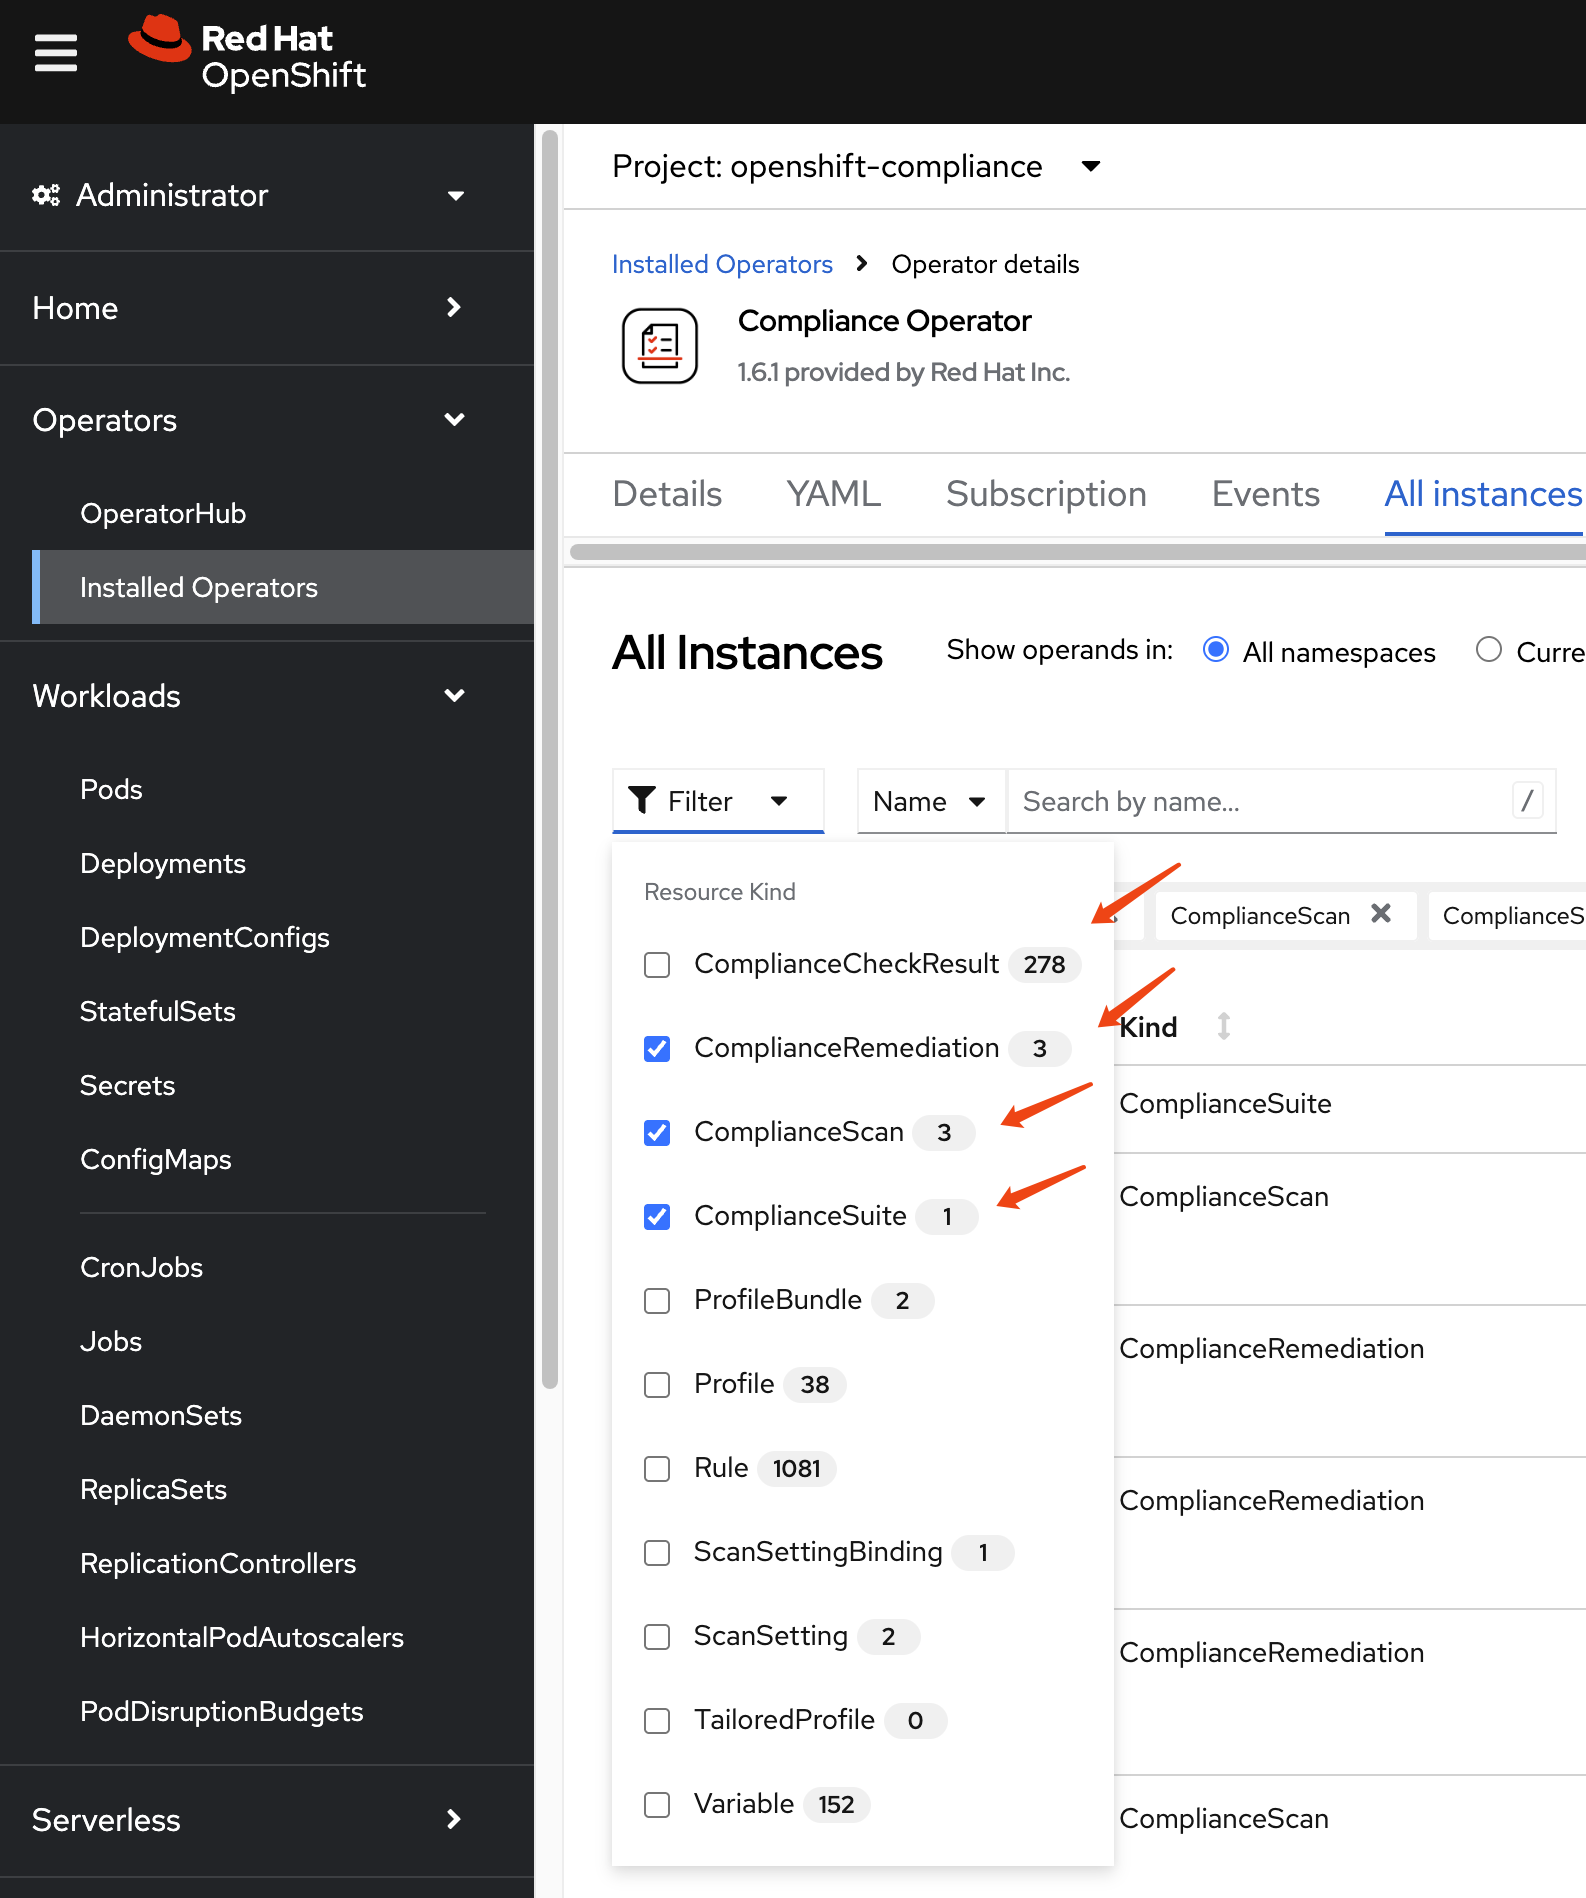 Red Hat
OpenShift
Administrator
Home
Operators
OperatorHub
Installed Operators
Workloads
Pods
Deployments
DeploymentConfigs
StatefulSets
Secrets
ConfigMaps
CronJobs
Jobs
DaemonSets
ReplicaSets
ReplicationControllers
HorizontalPodAutoscalers
PodDisruptionBudgets
Serverless
Project: openshift-compliance
Installed Operators > Operator details
Compliance Operator
1.6.1 provided by Red Hat Inc.
Details YAML Subscription Events All instances
All Instances Show operands in: All namespaces Curre
Filter Name Search by name... /
Resource Kind
ComplianceCheckResult 278
ComplianceRemediation 3
ComplianceScan 3
ComplianceSuite 1
ProfileBundle 2
Profile 38
Rule 1081
ScanSettingBinding 1
ScanSetting 2
TailoredProfile 0
Variable 152
ComplianceScan ComplianceS
Kind
ComplianceSuite
ComplianceScan
ComplianceRemediation
ComplianceRemediation
ComplianceRemediation
ComplianceScan